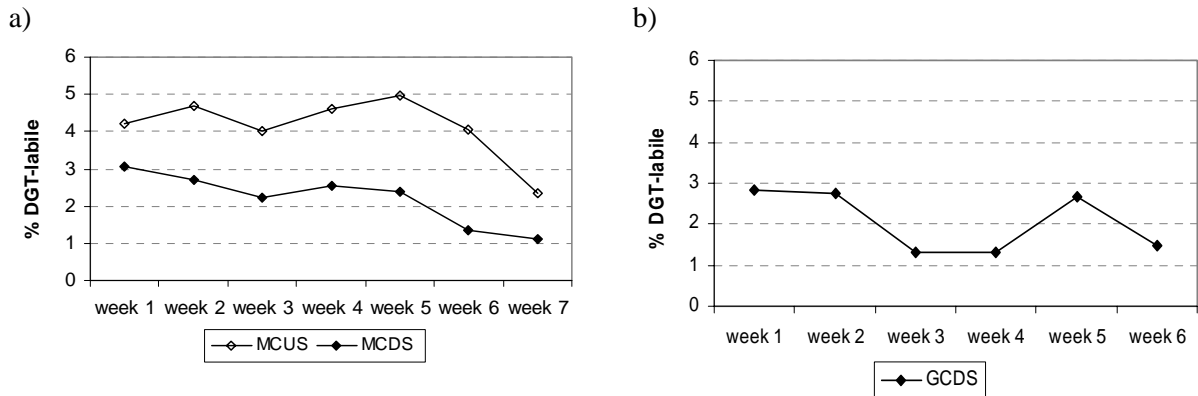 a)
6
5
4
3
2
1
0
% DGT-labile
week 1 week 2 week 3 week 4 week 5 week 6 week 7
MCUS MCDS
b)
6
5
4
3
2
1
0
% DGT-labile
week 1 week 2 week 3 week 4 week 5 week 6
GCDS